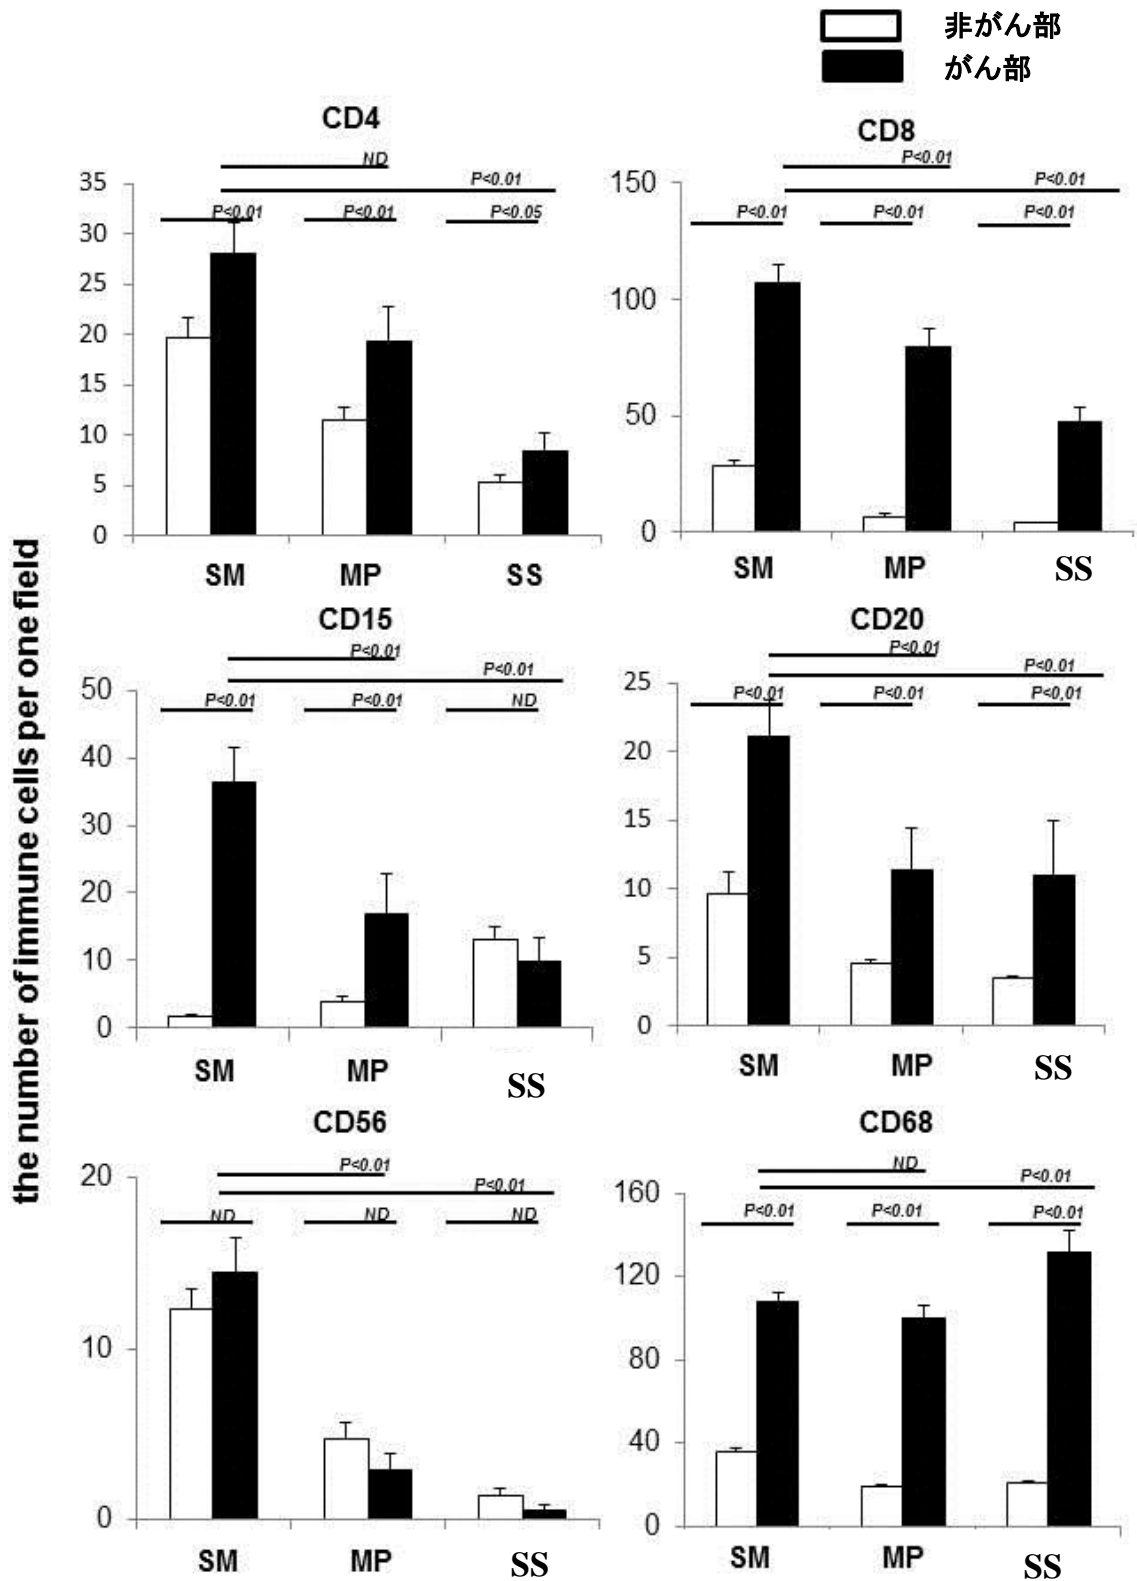 非がん部
がん部
the number of immune cells per one field
CD4
ND
P<0.01
P<0.01 P<0.01 P<0.05
35
30
25
20
15
10
5
0
SM MP SS
CD8
P<0.01
P<0.01
P<0.01 P<0.01 P<0.01
150
100
50
0
SM MP SS
CD15
P<0.01
P<0.01
P<0.01 P<0.01 ND
50
40
30
20
10
0
SM MP SS
CD20
P<0.01
P<0.01
P<0.01 P<0.01 P<0.01
25
20
15
10
5
0
SM MP SS
CD56
P<0.01
P<0.01
ND ND ND
20
10
0
SM MP SS
CD68
ND
P<0.01
P<0.01 P<0.01 P<0.01
160
120
80
40
0
SM MP SS